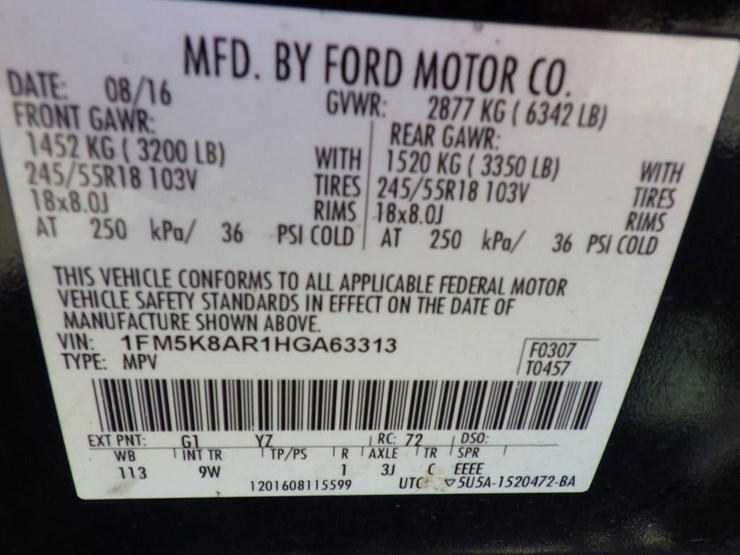 MFD. BY FORD MOTOR CO.
DATE: 08/16 GVWR: 2877 KG ( 6342 LB)
FRONT GAWR: REAR GAWR:
1452 KG ( 3200 LB) WITH 1520 KG ( 3350 LB) WITH
245/55R18 103V TIRES 245/55R18 103V TIRES
18x8.0J RIMS 18x8.0J RIMS
AT 250 kPa/ 36 PSI COLD AT 250 kPa/ 36 PSI COLD
THIS VEHICLE CONFORMS TO ALL APPLICABLE FEDERAL MOTOR
VEHICLE SAFETY STANDARDS IN EFFECT ON THE DATE OF
MANUFACTURE SHOWN ABOVE.
VIN: 1FM5K8AR1HGA63313 F0307
TYPE: MPV T0457
EXT PNT: G1 YZ RC: 72 DSO:
WB INT TR TP/PS R AXLE TR SPR
113 9W 1 3J C EEEE
1201608115599 UTC ▽5U5A-1520472-BA